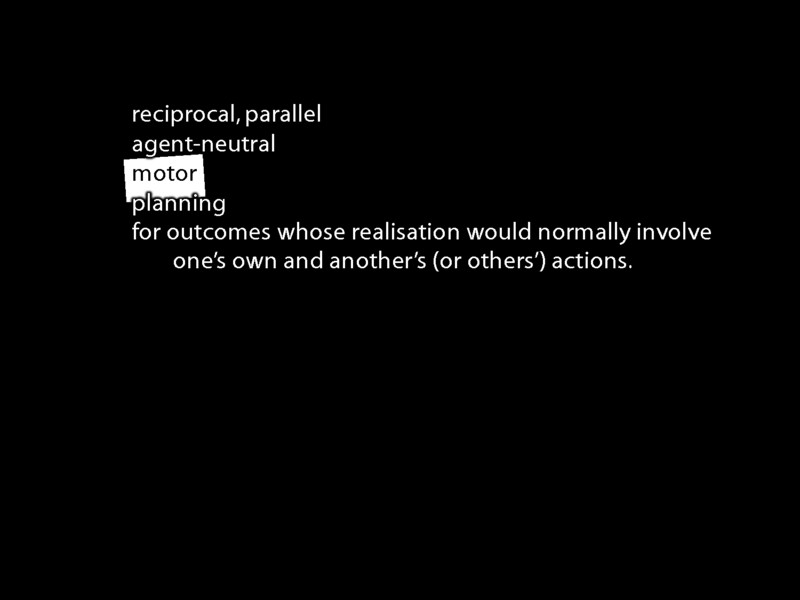 reciprocal, parallel
agent-neutral
motor
planning
for outcomes whose realisation would normally involve
one’s own and another’s (or others’) actions.